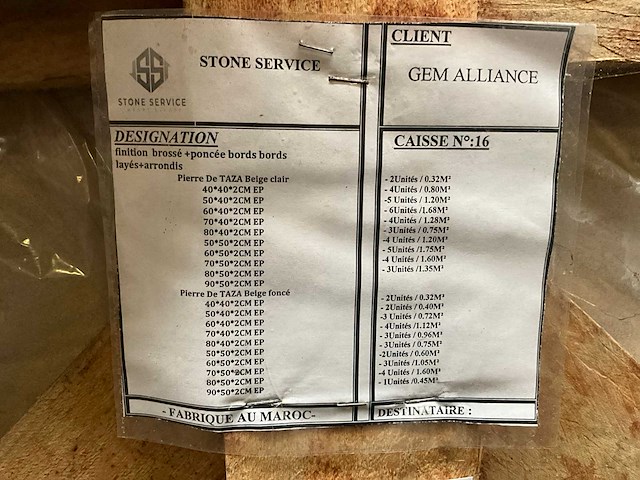 STONE SERVICE
STONE SERVICE
DESIGNATION
finition brossé +poncée bords bords
layés+arrondis
Pierre De TAZA Beige clair
40*40*2CM EP
50*40*2CM EP
60*40*2CM EP
70*40*2CM EP
80*40*2CM EP
50*50*2CM EP
60*50*2CM EP
70*50*2CM EP
80*50*2CM EP
90*50*2CM EP
Pierre De TAZA Beige foncé
40*40*2CM EP
50*40*2CM EP
60*40*2CM EP
70*40*2CM EP
80*40*2CM EP
50*50*2CM EP
60*50*2CM EP
70*50*2CM EP
80*50*2CM EP
90*50*2CM EP
- FABRIQUE AU MAROC-
CLIENT
GEM ALLIANCE
CAISSE N°:16
- 2Unités / 0.32M²
- 4Unités / 0.80M²
-5 Unités / 1.20M²
- 6Unités /1.68M²
- 4Unités / 1.28M²
- 3Unités / 0.75M²
-4 Unités / 1.20M²
- 5Unités /1.75M²
-4 Unités / 1.60M²
- 3Unités /1.35M²
- 2Unités / 0.32M²
- 2Unités / 0.40M²
-3 Unités / 0.72M²
- 4Unités /1.12M²
- 3Unités / 0.96M²
- 3Unités / 0.75M²
-2Unités / 0.60M²
- 3Unités /1.05M²
-4 Unités / 1.60M²
- 1Unités /0.45M²
DESTINATAIRE :